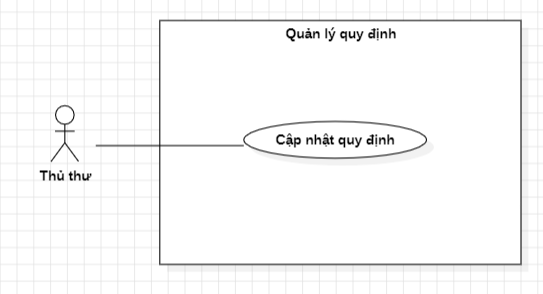 Quản lý quy định
Cập nhật quy định
Thủ thư